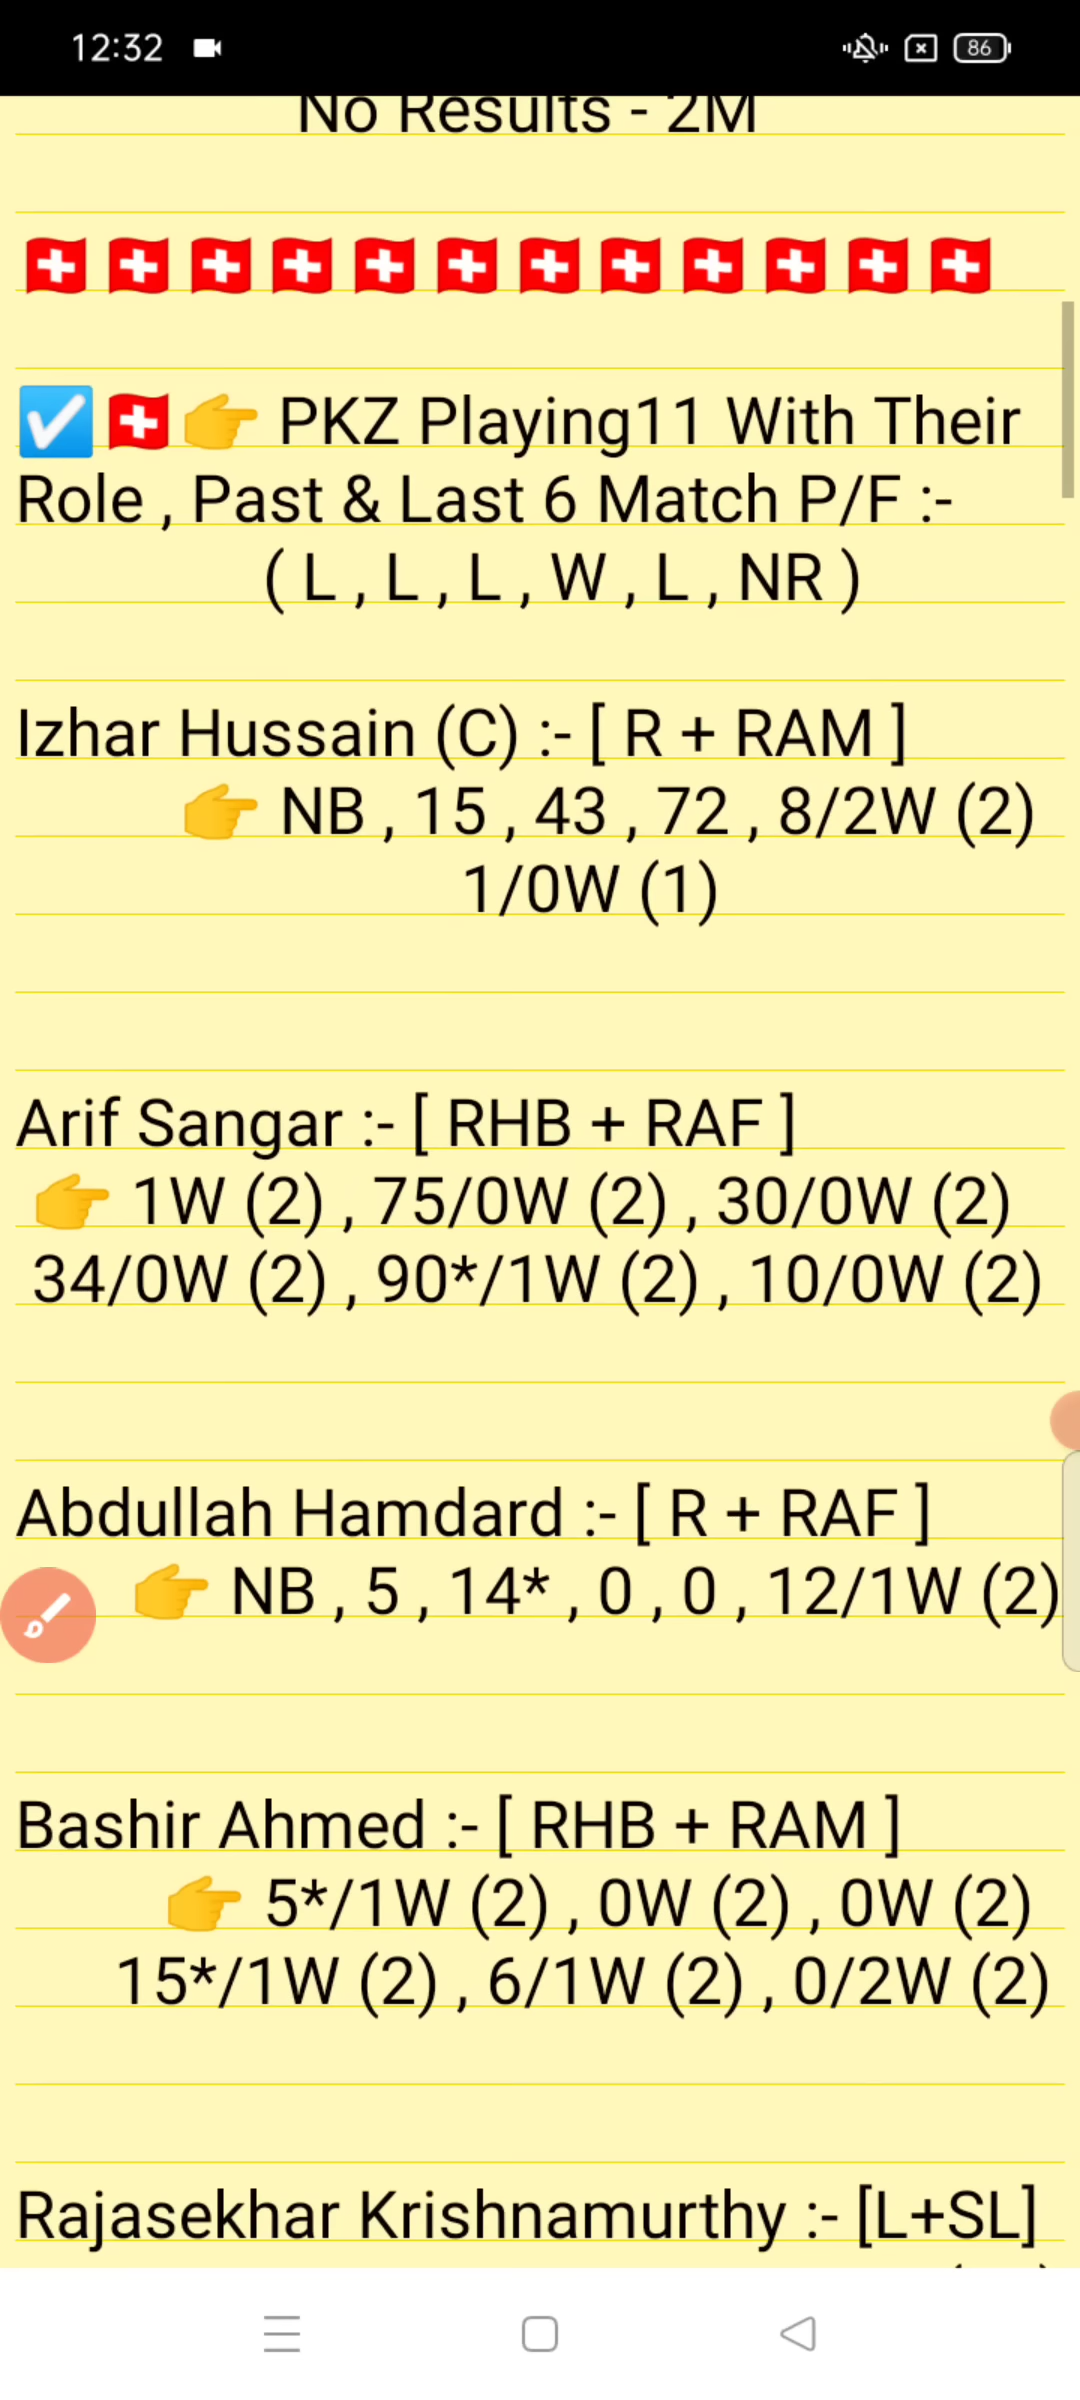 12:32
86
No Results - 2M
PKZ Playing11 With Their
Role , Past & Last 6 Match P/F :-
( L , L , L , W , L , NR )
Izhar Hussain (C) :- [ R + RAM ]
NB , 15 , 43 , 72 , 8/2W (2)
1/0W (1)
Arif Sangar :- [ RHB + RAF ]
1W (2) , 75/0W (2) , 30/0W (2)
34/0W (2) , 90*/1W (2) , 10/0W (2)
Abdullah Hamdard :- [ R + RAF ]
NB , 5 , 14* , 0 , 0 , 12/1W (2)
Bashir Ahmed :- [ RHB + RAM ]
5*/1W (2) , 0W (2) , 0W (2)
15*/1W (2) , 6/1W (2) , 0/2W (2)
Rajasekhar Krishnamurthy :- [L+SL]